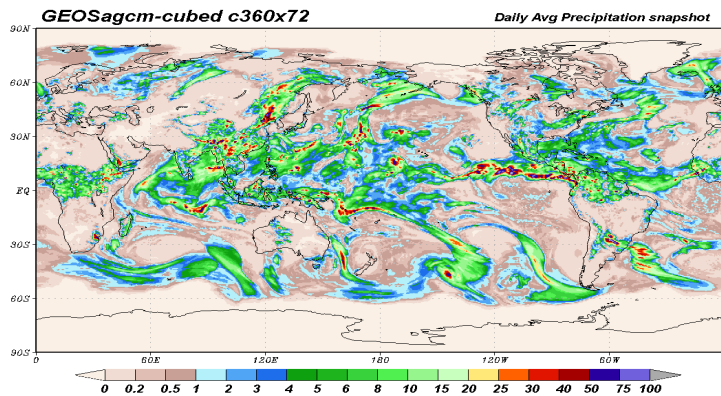 GEOSagcm-cubed c360x72
Daily Avg Precipitation snapshot
90N
60N
30N
EQ
30S
60S
90S
0
60E
120E
180
120W
60W
0 0.2 0.5 1 2 3 4 5 6 8 10 15 20 25 30 40 50 75 100